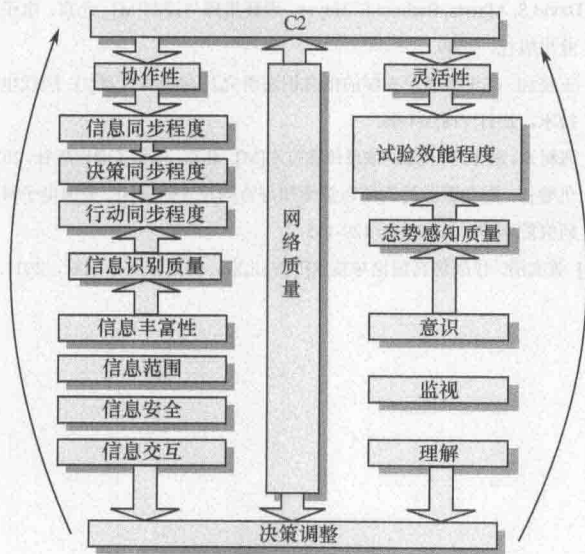 C2
协作性
信息同步程度
决策同步程度
行动同步程度
信息识别质量
信息丰富性
信息范围
信息安全
信息交互
网络质量
灵活性
试验效能程度
态势感知质量
意识
监视
理解
决策调整